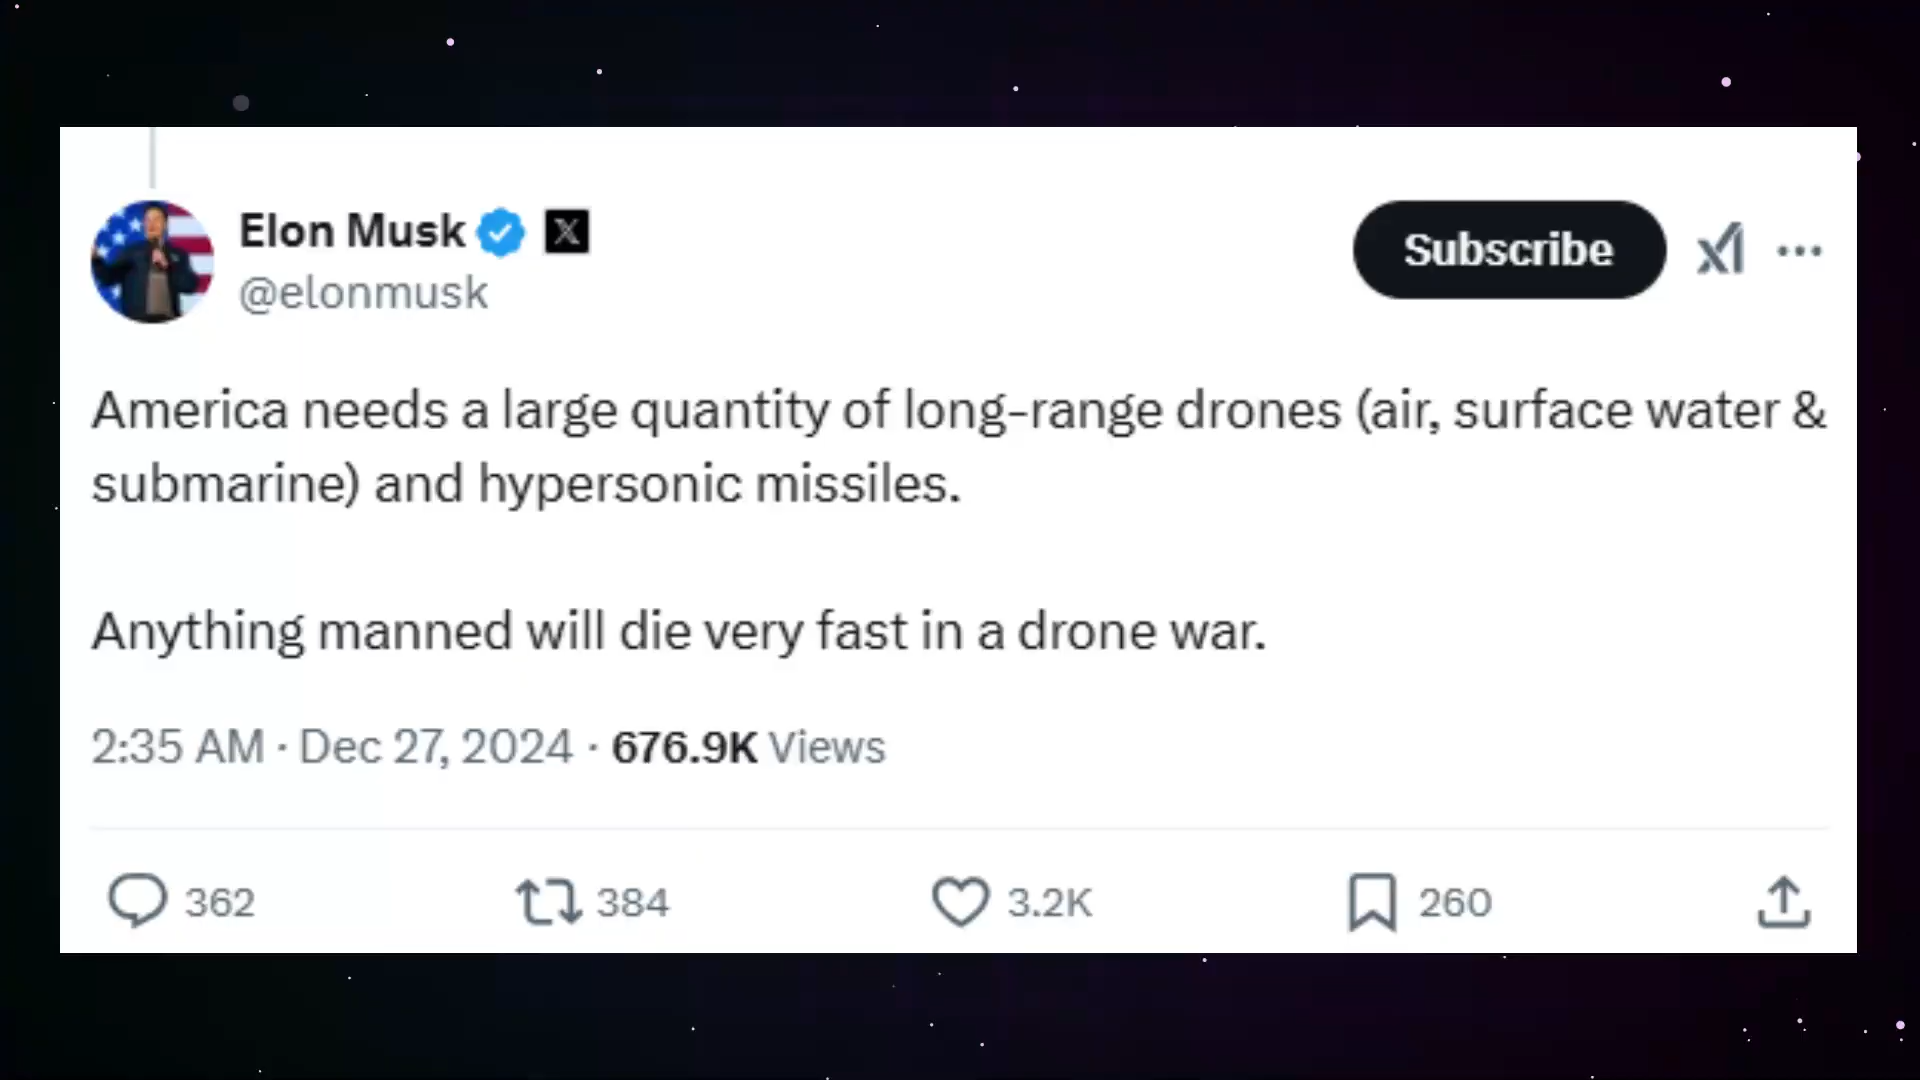 Elon Musk
@elonmusk
Subscribe
America needs a large quantity of long-range drones (air, surface water &
submarine) and hypersonic missiles.
Anything manned will die very fast in a drone war.
2:35 AM · Dec 27, 2024 · 676.9K Views
362 384 3.2K 260